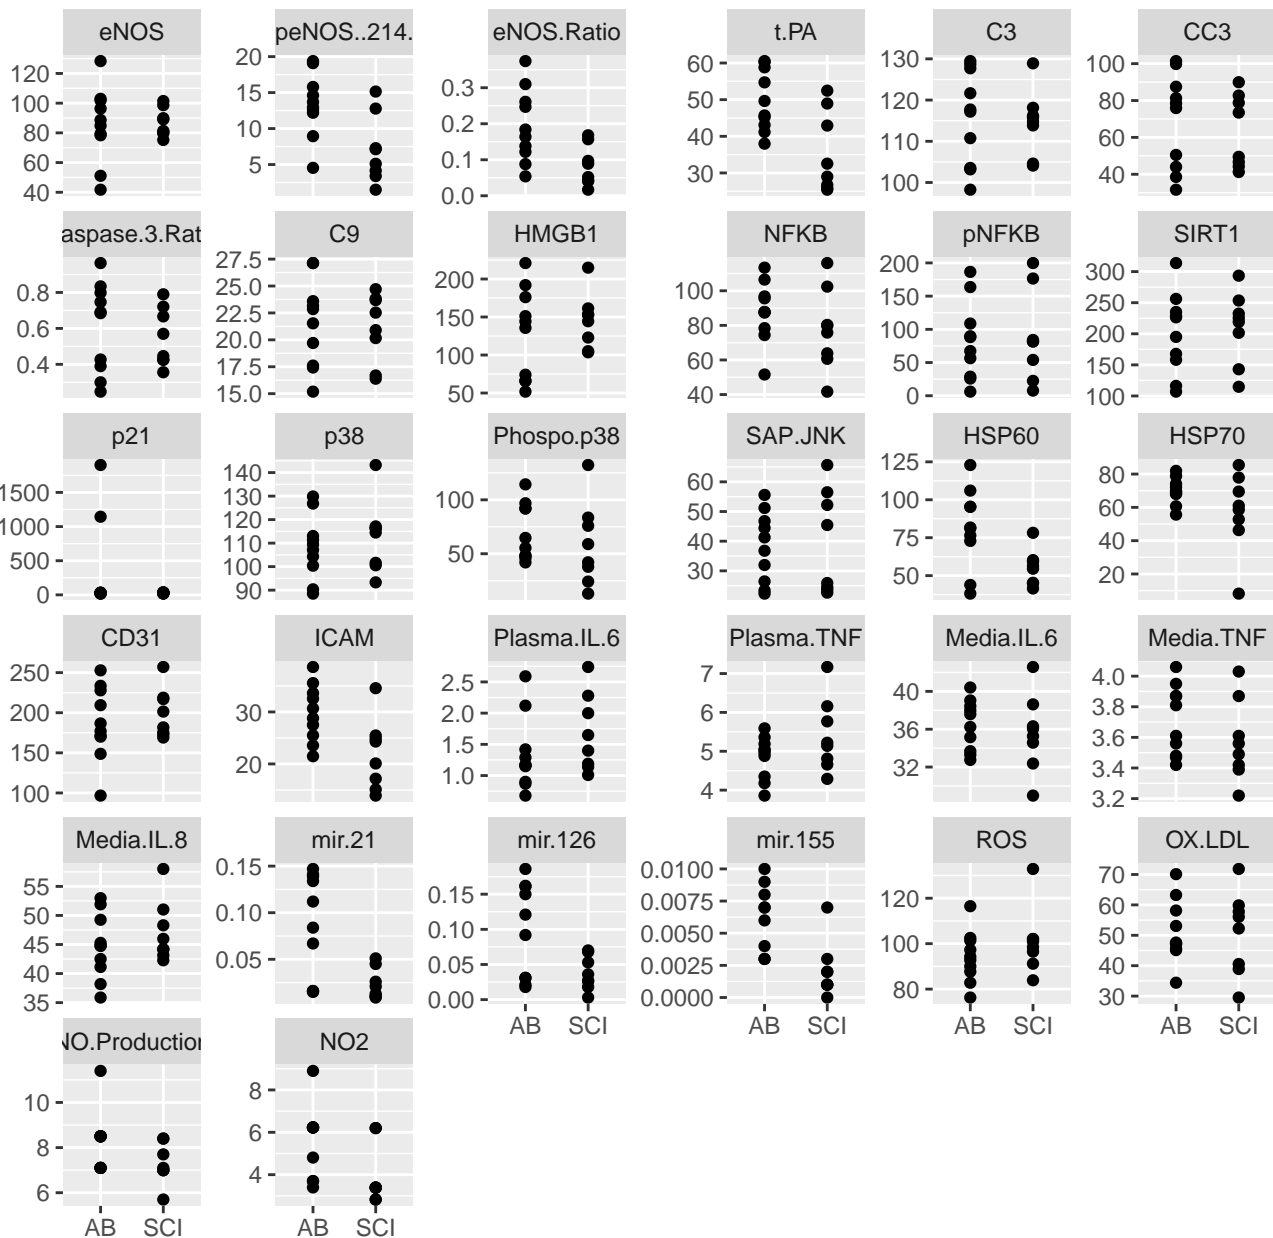 eNOS peNOS..214. eNOS.Ratio t.PA C3 CC3
120 100 80 60 40
20 15 10 5
0.3 0.2 0.1 0.0
60 50 40 30
130 120 110 100
100 80 60 40
aspase.3.Rat C9 HMGB1 NFKB pNFKB SIRT1
0.8 0.6 0.4
27.5 25.0 22.5 20.0 17.5 15.0
200 150 100 50
100 80 60 40
200 150 100 50 0
300 250 200 150 100
p21 p38 Phospo.p38 SAP.JNK HSP60 HSP70
1500 1000 500 0
140 130 120 110 100 90
100 50
60 50 40 30
125 100 75 50
80 60 40 20
CD31 ICAM Plasma.IL.6 Plasma.TNF Media.IL.6 Media.TNF
250 200 150 100
30 20
2.5 2.0 1.5 1.0
7 6 5 4
40 36 32
4.0 3.8 3.6 3.4 3.2
Media.IL.8 mir.21 mir.126 mir.155 ROS OX.LDL
55 50 45 40 35
0.15 0.10 0.05
0.15 0.10 0.05 0.00
0.0100 0.0075 0.0050 0.0025 0.0000
120 100 80
70 60 50 40 30
AB SCI AB SCI AB SCI AB SCI
NO.Production NO2
10 8 6
8 6 4
AB SCI AB SCI